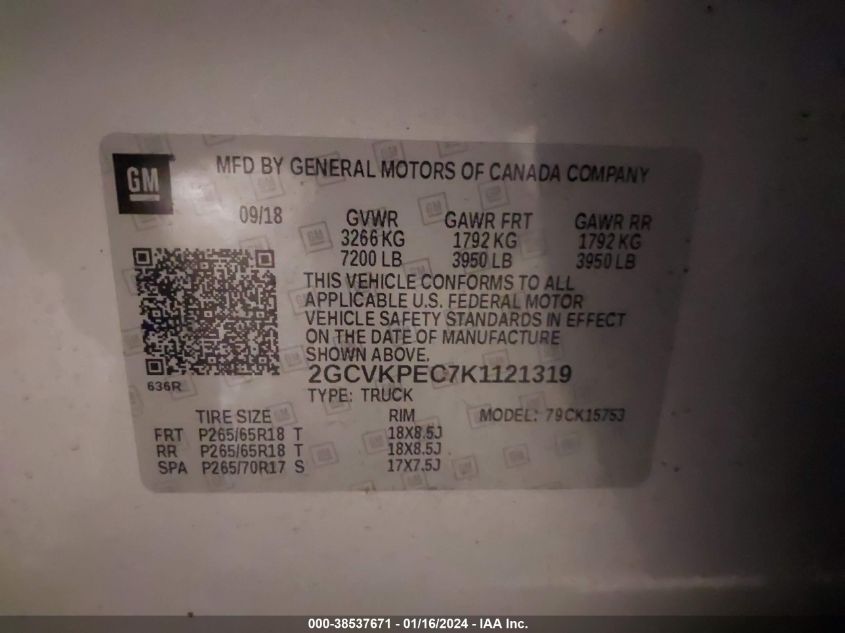 GM
MFD BY GENERAL MOTORS OF CANADA COMPANY
09/18 GVWR GAWR FRT GAWR RR
3266 KG 1792 KG 1792 KG
7200 LB 3950 LB 3950 LB
THIS VEHICLE CONFORMS TO ALL
APPLICABLE U.S. FEDERAL MOTOR
VEHICLE SAFETY STANDARDS IN EFFECT
ON THE DATE OF MANUFACTURE
SHOWN ABOVE.
636R 2GCVKPEC7K1121319
TYPE: TRUCK
TIRE SIZE RIM MODEL: 79CK15753
FRT P265/65R18 T 18X8.5J
RR P265/65R18 T 18X8.5J
SPA P265/70R17 S 17X7.5J
000-38537671 - 01/16/2024 - IAA Inc.